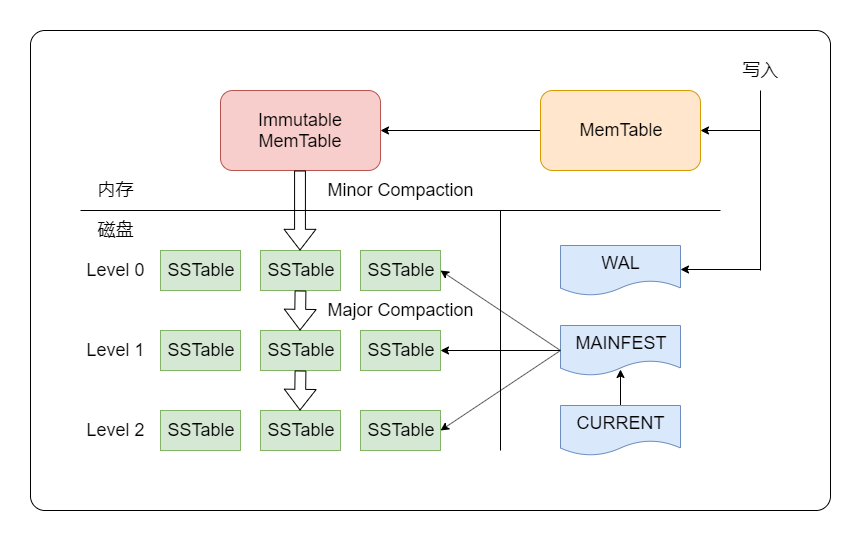 写入
Immutable
MemTable
MemTable
内存
Minor Compaction
磁盘
Level 0
SSTable
SSTable
SSTable
WAL
Major Compaction
Level 1
SSTable
SSTable
SSTable
MAINFEST
Level 2
SSTable
SSTable
SSTable
CURRENT